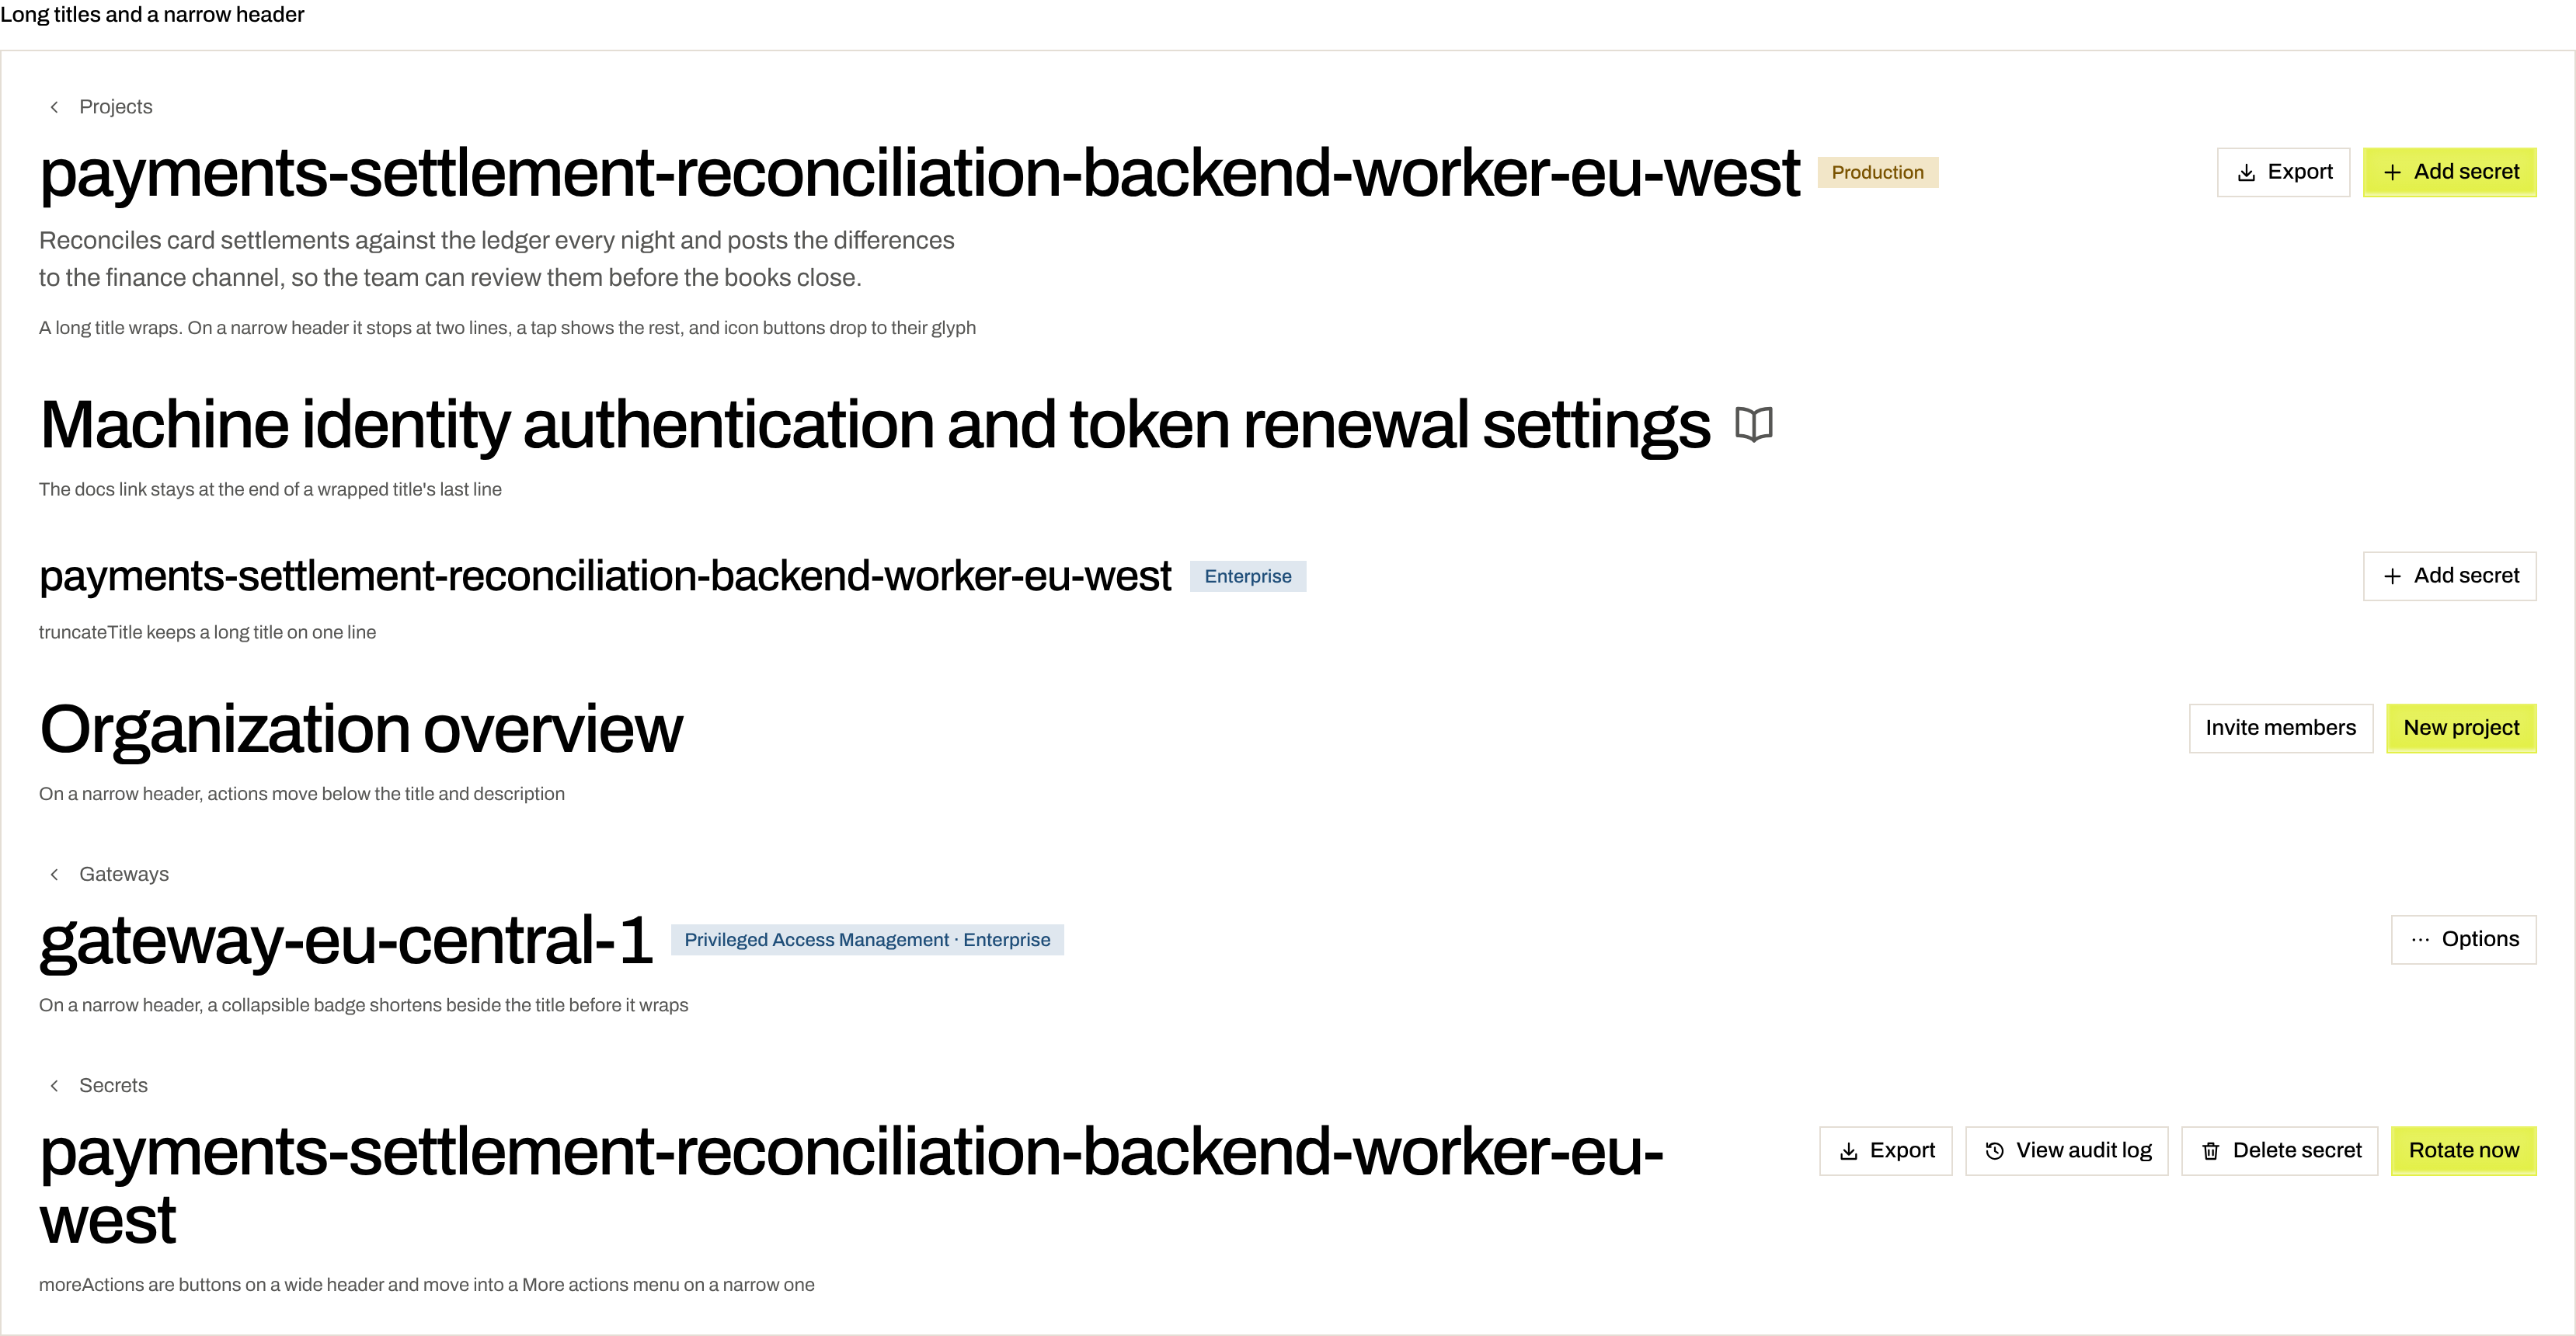 Long titles and a narrow header
Projects
payments-settlement-reconciliation-backend-worker-eu-west Production Export Add secret
Reconciles card settlements against the ledger every night and posts the differences
to the finance channel, so the team can review them before the books close.
A long title wraps. On a narrow header it stops at two lines, a tap shows the rest, and icon buttons drop to their glyph
Machine identity authentication and token renewal settings
The docs link stays at the end of a wrapped title's last line
payments-settlement-reconciliation-backend-worker-eu-west Enterprise Add secret
truncateTitle keeps a long title on one line
Organization overview Invite members New project
On a narrow header, actions move below the title and description
Gateways
gateway-eu-central-1 Privileged Access Management · Enterprise Options
On a narrow header, a collapsible badge shortens beside the title before it wraps
Secrets
payments-settlement-reconciliation-backend-worker-eu- Export View audit log Delete secret Rotate now
west
moreActions are buttons on a wide header and move into a More actions menu on a narrow one